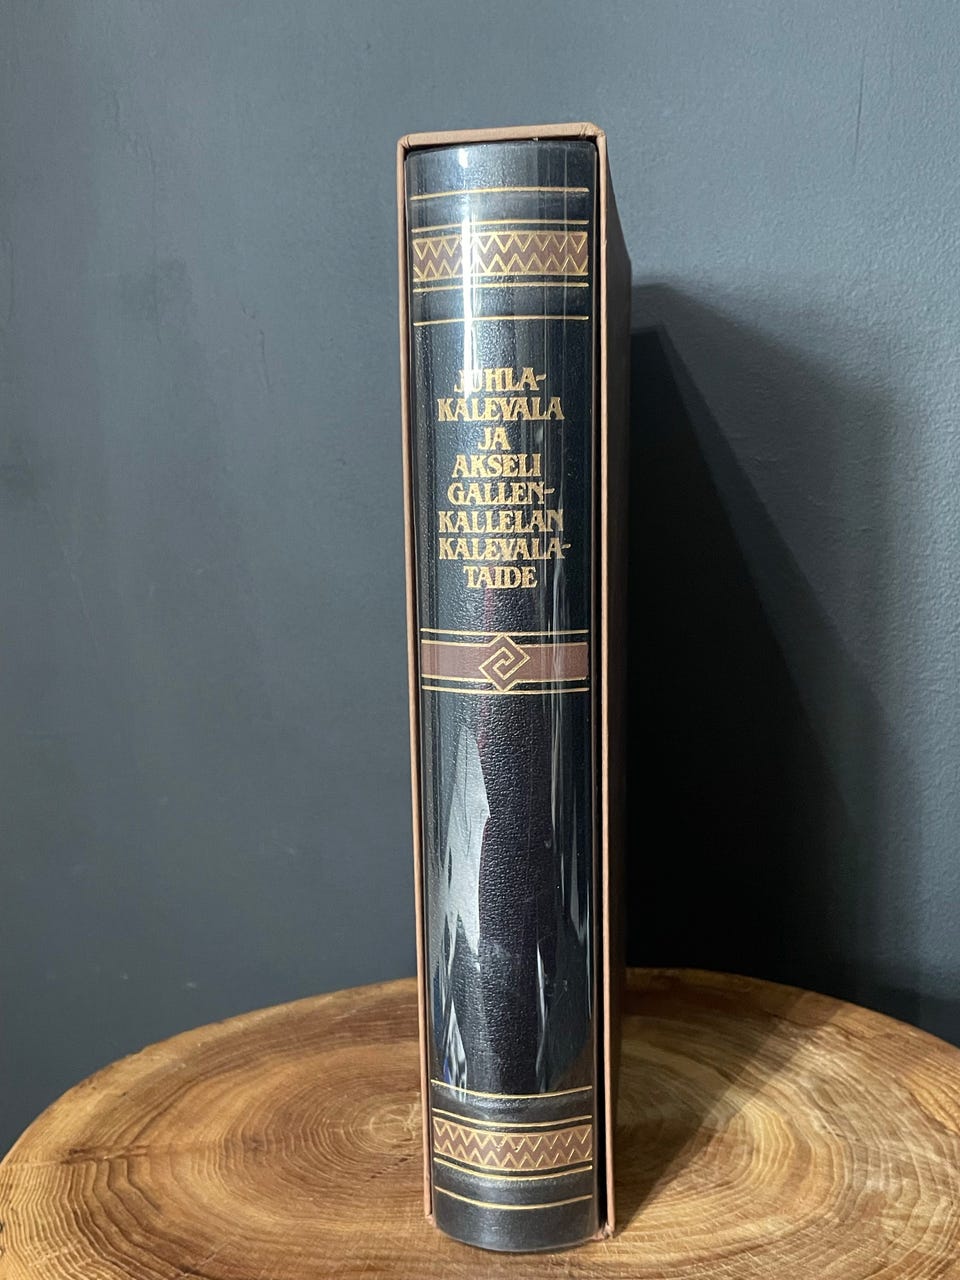 JUHLA-
KALEVALA
JA
AKSELI
GALLEN-
KALLELAN
KALEVALA-
TAIDE